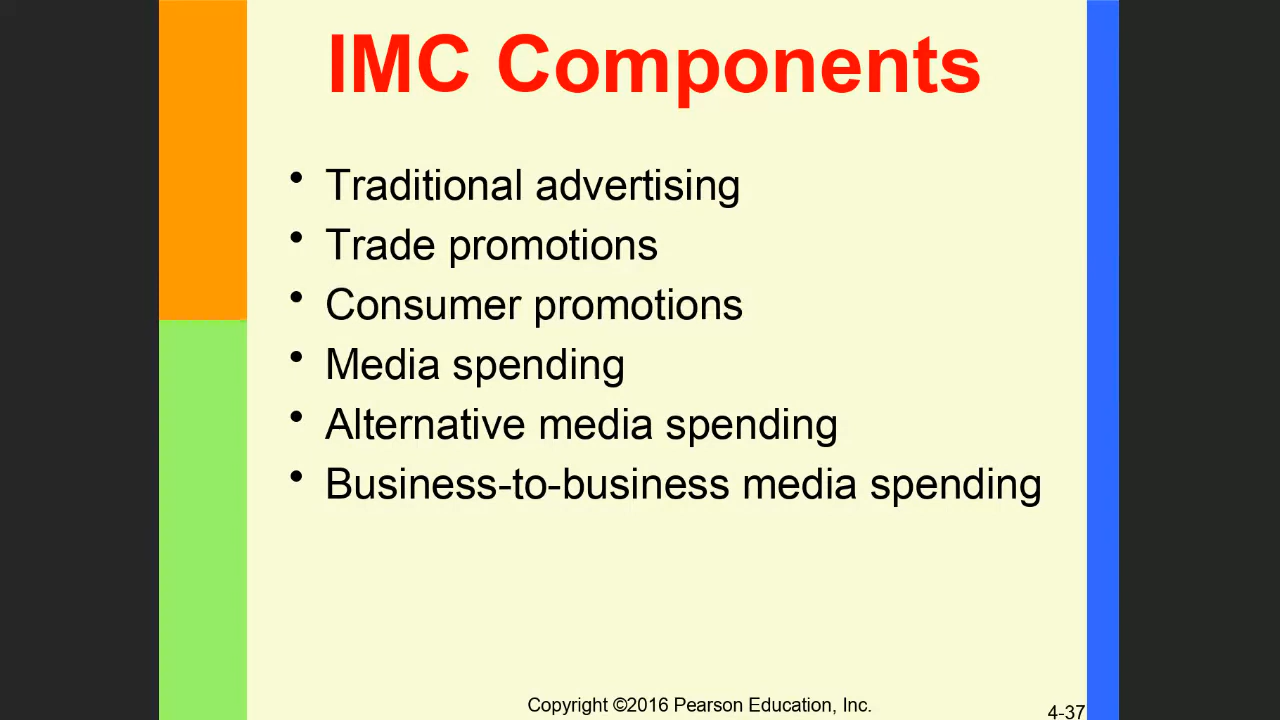 IMC Components
• Traditional advertising
• Trade promotions
• Consumer promotions
• Media spending
• Alternative media spending
• Business-to-business media spending
Copyright ©2016 Pearson Education, Inc.
4-37